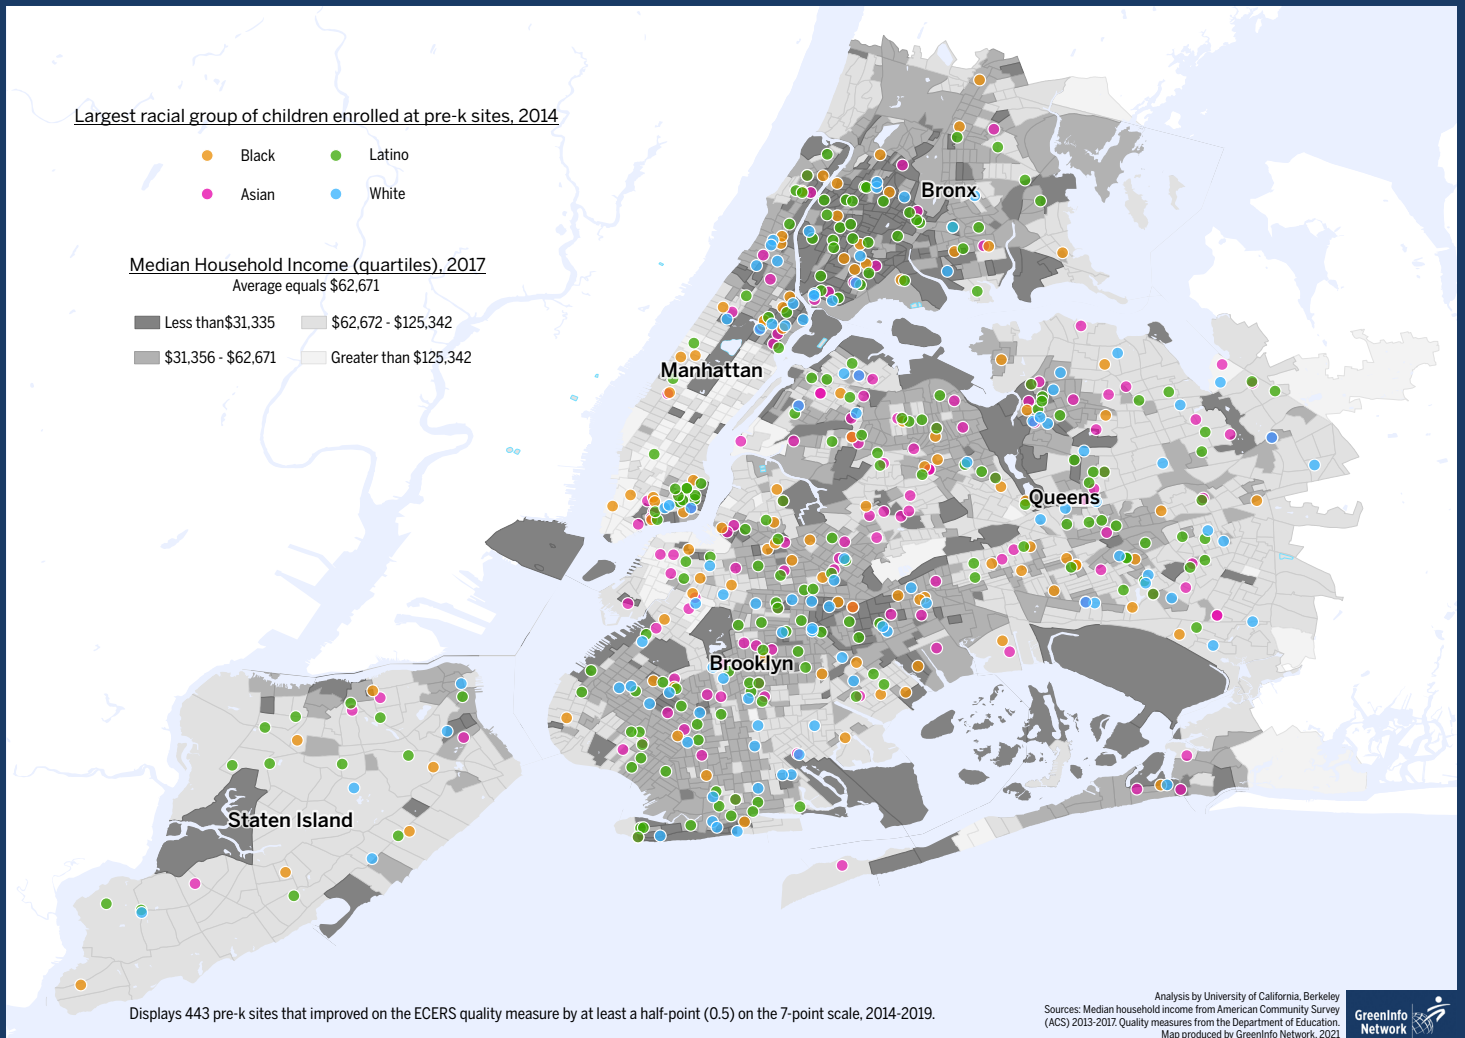 Largest racial group of children enrolled at pre-k sites, 2014
Black
Latino
Asian
White
Median Household Income (quartiles), 2017
Average equals $62,671
Less than$31,335
$62,672 - $125,342
$31,356 - $62,671
Greater than $125,342
Bronx
Manhattan
Queens
Brooklyn
Staten Island
Displays 443 pre-k sites that improved on the ECERS quality measure by at least a half-point (0.5) on the 7-point scale, 2014-2019.
Analysis by University of California, Berkeley
Sources: Median household income from American Community Survey
(ACS) 2013-2017. Quality measures from the Department of Education.
Map produced by GreenInfo Network, 2021
GreenInfo
Network